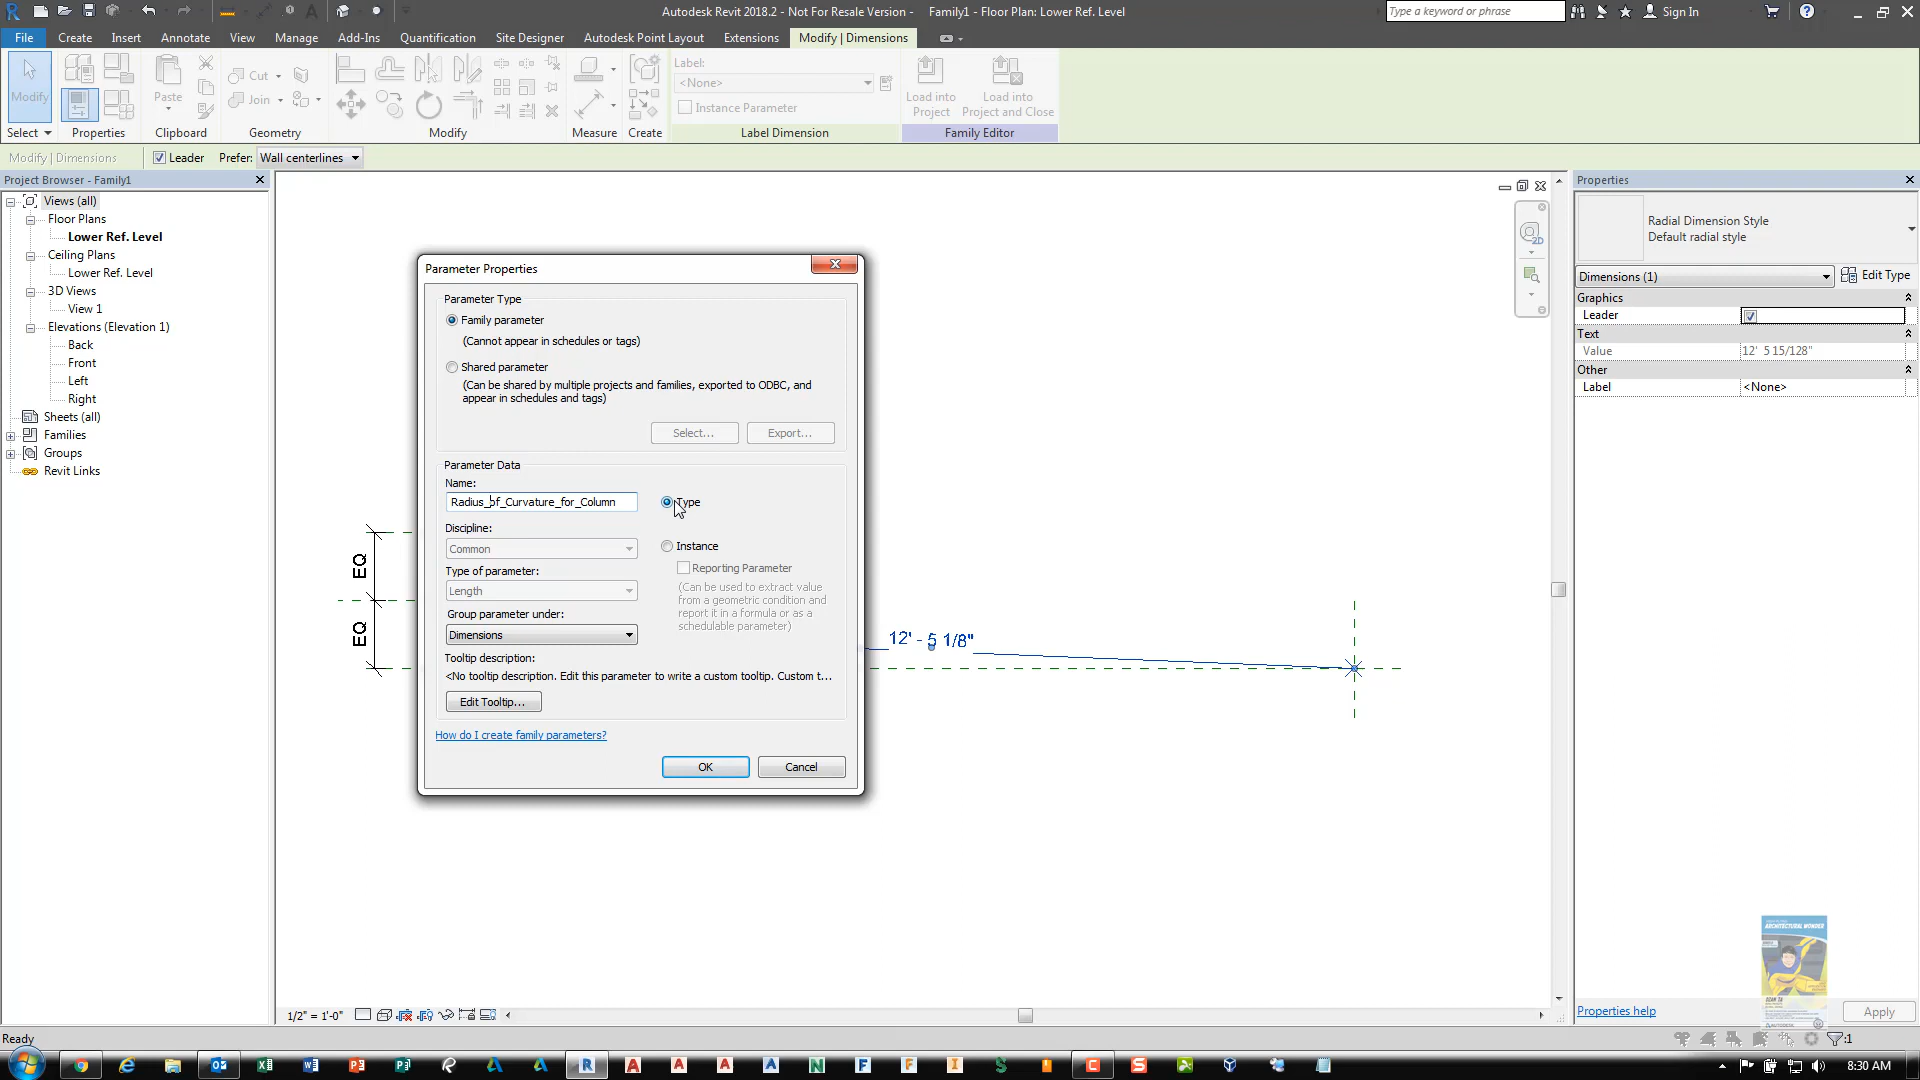 Autodesk Revit 2018.2 - Not For Resale Version -    Family1 - Floor Plan: Lower Ref. Level
Type a keyword or phrase
Sign In
File Create Insert Annotate View Manage Add-Ins Quantification Site Designer Autodesk Point Layout Extensions Modify | Dimensions
Modify
Paste
Cut
Join
Label:
<None>
Instance Parameter
Load into Project
Load into Project and Close
Select Properties Clipboard Geometry Modify Measure Create Label Dimension Family Editor
Modify | Dimensions Leader Prefer: Wall centerlines
Project Browser - Family1
Views (all)
Floor Plans
Lower Ref. Level
Ceiling Plans
Lower Ref. Level
3D Views
View 1
Elevations (Elevation 1)
Back
Front
Left
Right
Sheets (all)
Families
Groups
Revit Links
2D
EQ
EQ
12' - 5 1/8"
Parameter Properties
Parameter Type
Family parameter
(Cannot appear in schedules or tags)
Shared parameter
(Can be shared by multiple projects and families, exported to ODBC, and
appear in schedules and tags)
Select... Export...
Parameter Data
Name:
Radius_of_Curvature_for_Column
Type
Discipline:
Common
Instance
Type of parameter:
Length
Reporting Parameter
(Can be used to extract value
from a geometric condition and
report it in a formula or as a
schedulable parameter)
Group parameter under:
Dimensions
Tooltip description:
<No tooltip description. Edit this parameter to write a custom tooltip. Custom t...
Edit Tooltip...
How do I create family parameters?
OK Cancel
Properties
Radial Dimension Style
Default radial style
Dimensions (1) Edit Type
Graphics
Leader
Text
Value 12' 5 15/128"
Other
Label <None>
ARCHITECTURAL WONDER
AUTODESK
Properties help Apply
1/2" = 1'-0"
Ready
:1
8:30 AM